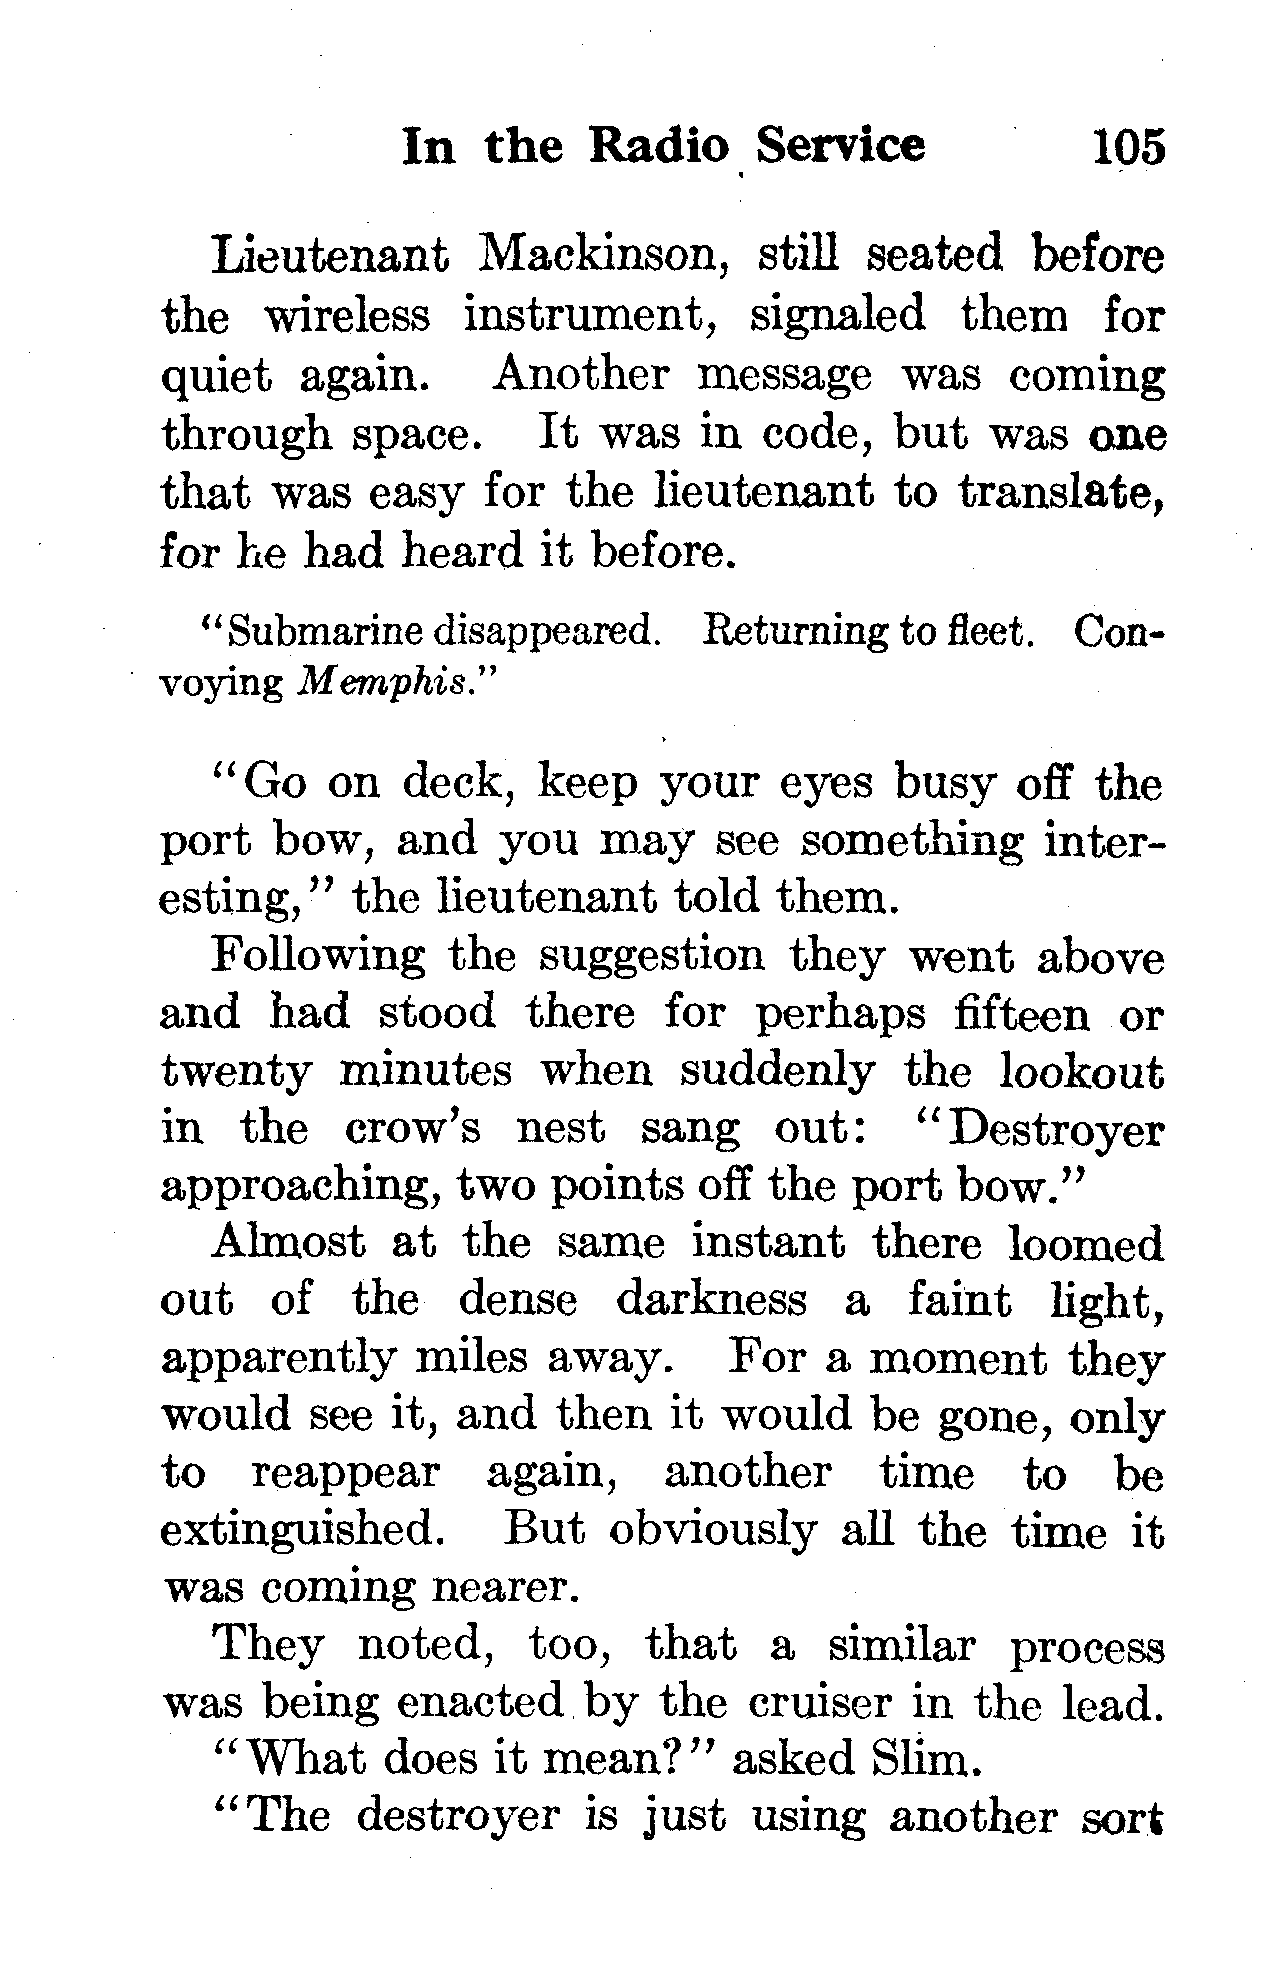 In the Radio Service 105
Lieutenant Mackinson, still seated before
the wireless instrument, signaled them for
quiet again. Another message was coming
through space. It was in code, but was one
that was easy for the lieutenant to translate,
for he had heard it before.
“Submarine disappeared. Returning to fleet. Con-
voying Memphis.”
“Go on deck, keep your eyes busy off the
port bow, and you may see something inter-
esting,” the lieutenant told them.
Following the suggestion they went above
and had stood there for perhaps fifteen or
twenty minutes when suddenly the lookout
in the crow’s nest sang out: “Destroyer
approaching, two points off the port bow.”
Almost at the same instant there loomed
out of the dense darkness a faint light,
apparently miles away. For a moment they
would see it, and then it would be gone, only
to reappear again, another time to be
extinguished. But obviously all the time it
was coming nearer.
They noted, too, that a similar process
was being enacted by the cruiser in the lead.
“What does it mean?” asked Slim.
“The destroyer is just using another sort